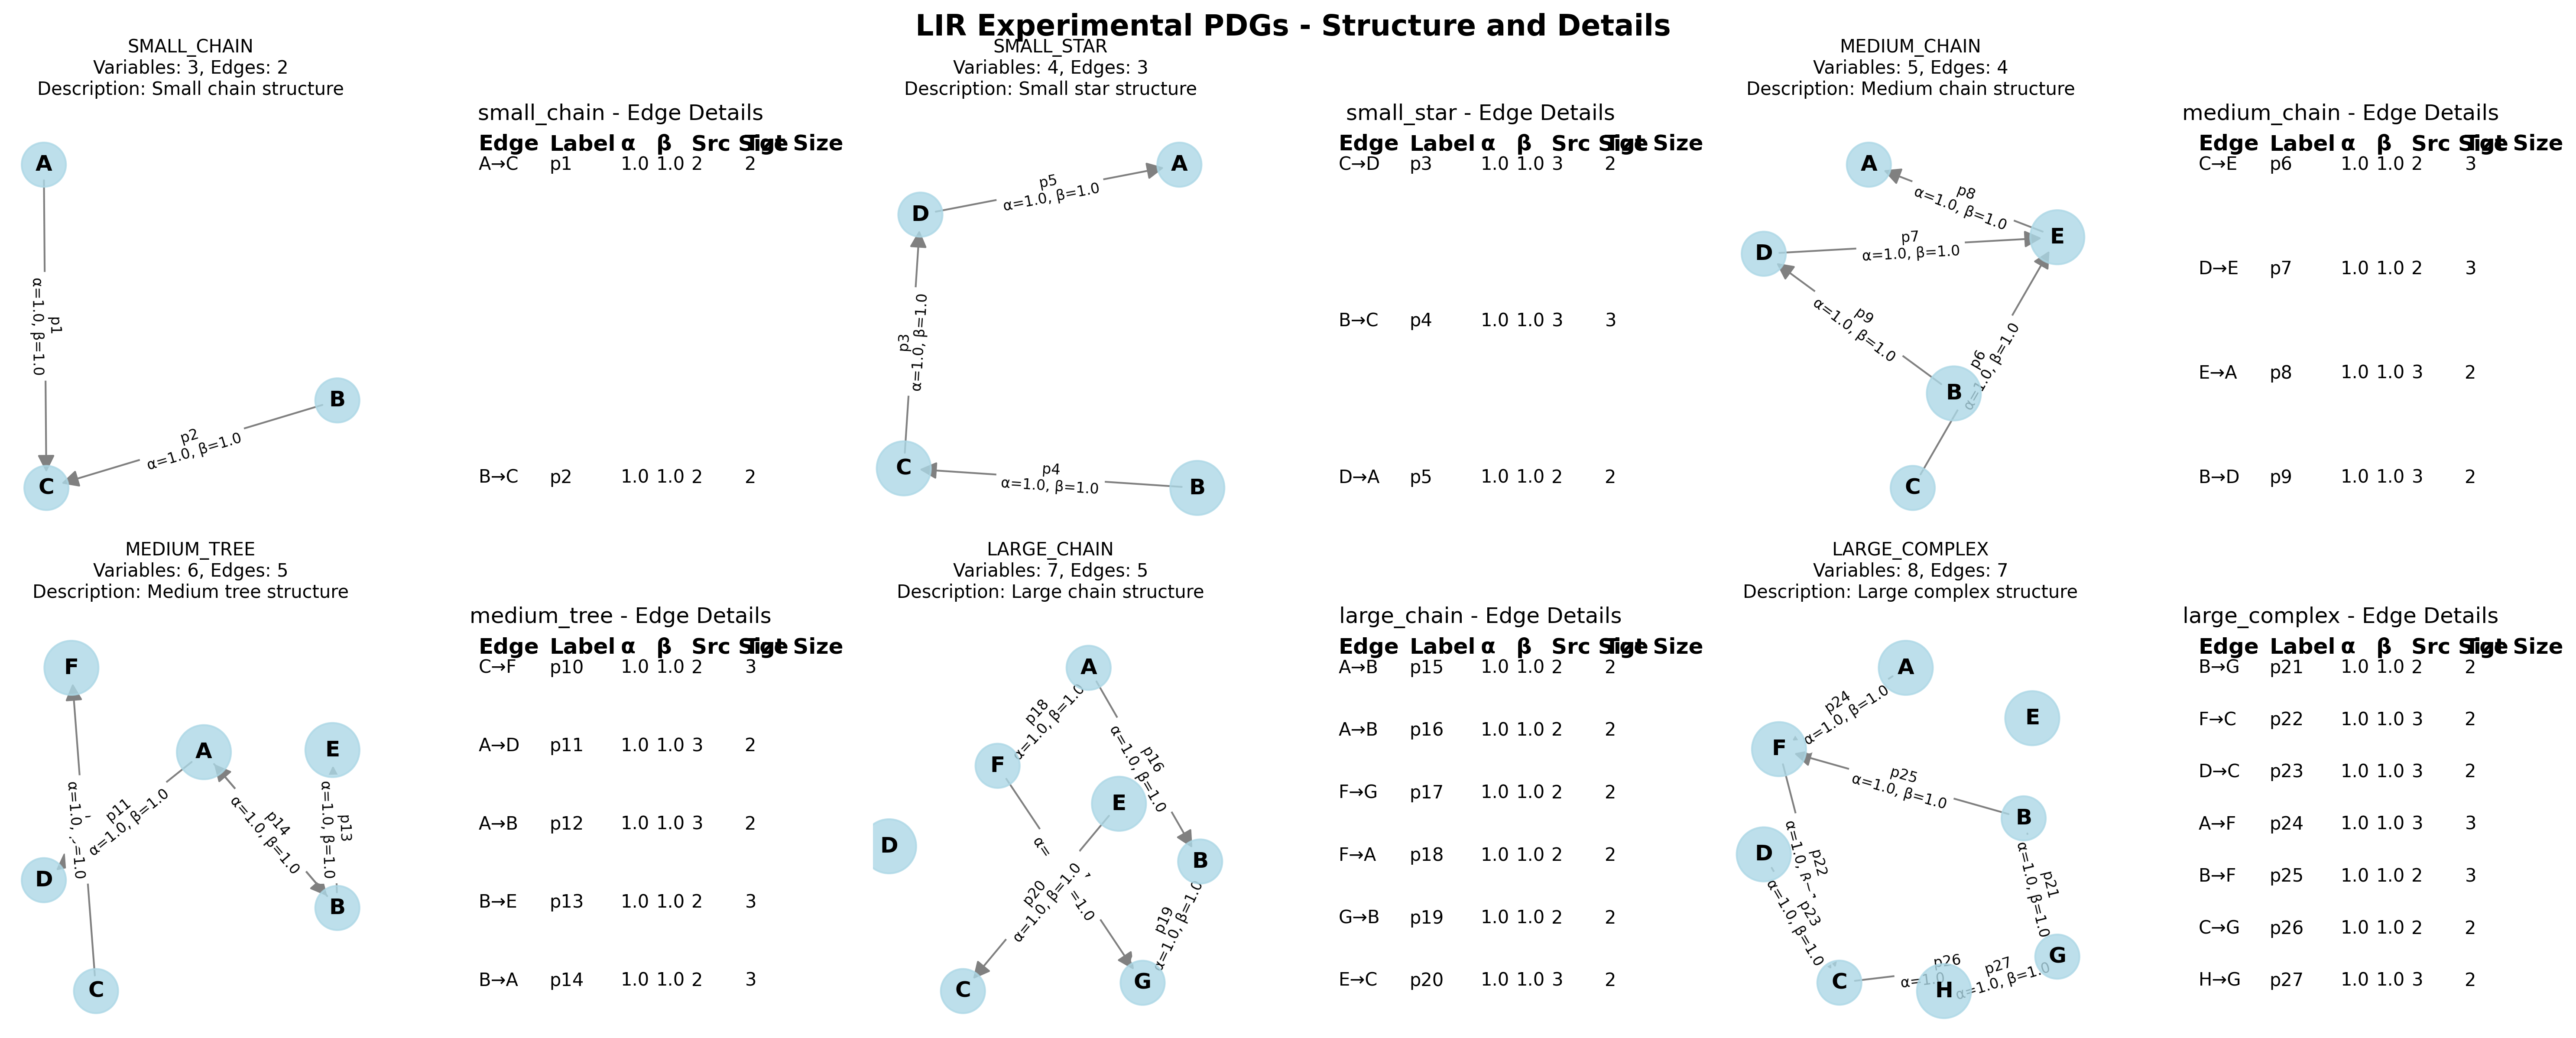 LIR Experimental PDGs - Structure and Details
SMALL_CHAIN
Variables: 3, Edges: 2
Description: Small chain structure
A
B
C
p1
α=1.0, β=1.0
p2
α=1.0, β=1.0
small_chain - Edge Details
Edge Label α β Src Size Tgt Size
A→C p1 1.0 1.0 2 2
B→C p2 1.0 1.0 2 2
SMALL_STAR
Variables: 4, Edges: 3
Description: Small star structure
A
D
C
B
p5
α=1.0, β=1.0
p3
α=1.0, β=1.0
p4
α=1.0, β=1.0
small_star - Edge Details
Edge Label α β Src Size Tgt Size
C→D p3 1.0 1.0 3 2
B→C p4 1.0 1.0 3 3
D→A p5 1.0 1.0 2 2
MEDIUM_CHAIN
Variables: 5, Edges: 4
Description: Medium chain structure
A
E
D
B
C
p8
α=1.0, β=1.0
p7
α=1.0, β=1.0
p9
α=1.0, β=1.0
p6
α=1.0, β=1.0
medium_chain - Edge Details
Edge Label α β Src Size Tgt Size
C→E p6 1.0 1.0 2 3
D→E p7 1.0 1.0 2 3
E→A p8 1.0 1.0 3 2
B→D p9 1.0 1.0 3 2
MEDIUM_TREE
Variables: 6, Edges: 5
Description: Medium tree structure
F
A
E
D
B
C
p11
α=1.0, β=1.0
p14
α=1.0, β=1.0
p13
α=1.0, β=1.0
α=1.0, =1.0
medium_tree - Edge Details
Edge Label α β Src Size Tgt Size
C→F p10 1.0 1.0 2 3
A→D p11 1.0 1.0 3 2
A→B p12 1.0 1.0 3 2
B→E p13 1.0 1.0 2 3
B→A p14 1.0 1.0 2 3
LARGE_CHAIN
Variables: 7, Edges: 5
Description: Large chain structure
A
F
E
D
B
C
G
p18
α=1.0, β=1.0
p16
α=1.0, β=1.0
α= , =1.0
p20
α=1.0, β=1.0
p19
α=1.0, β=1.0
large_chain - Edge Details
Edge Label α β Src Size Tgt Size
A→B p15 1.0 1.0 2 2
A→B p16 1.0 1.0 2 2
F→G p17 1.0 1.0 2 2
F→A p18 1.0 1.0 2 2
G→B p19 1.0 1.0 2 2
E→C p20 1.0 1.0 3 2
LARGE_COMPLEX
Variables: 8, Edges: 7
Description: Large complex structure
A
E
F
B
D
G
C
H
p24
α=1.0, β=1.0
p25
α=1.0, β=1.0
p22
α=1.0,
p23
α=1.0, β=1.0
p21
α=1.0, β=1.0
p26
α=1.0
p27
α=1.0, β=1.0
large_complex - Edge Details
Edge Label α β Src Size Tgt Size
B→G p21 1.0 1.0 2 2
F→C p22 1.0 1.0 3 2
D→C p23 1.0 1.0 3 2
A→F p24 1.0 1.0 3 3
B→F p25 1.0 1.0 2 3
C→G p26 1.0 1.0 2 2
H→G p27 1.0 1.0 3 2